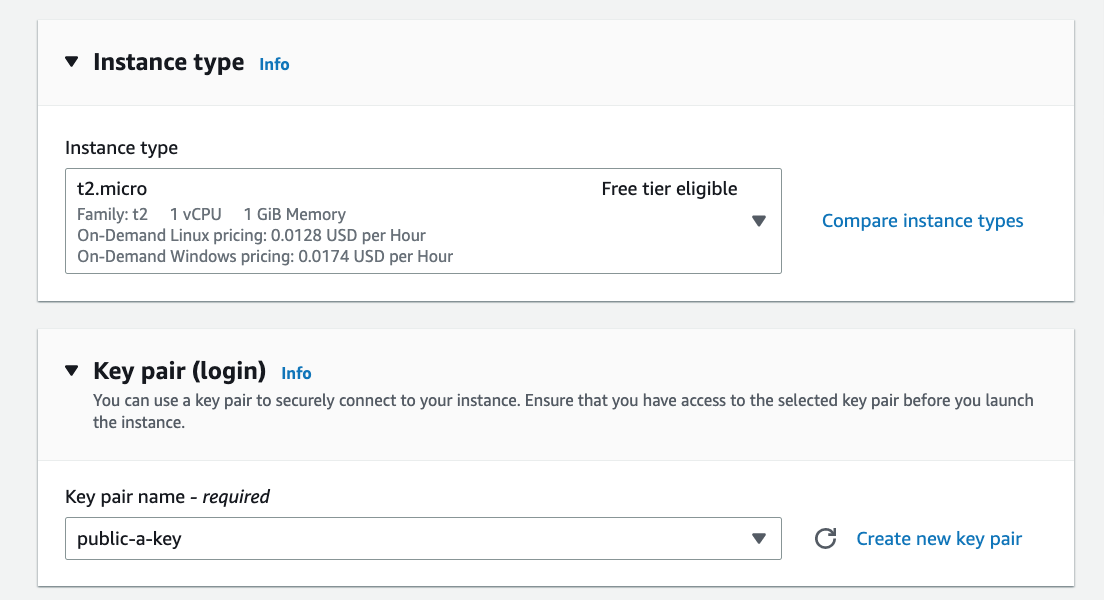 Instance type Info
Instance type
t2.micro Free tier eligible
Family: t2 1 vCPU 1 GiB Memory
On-Demand Linux pricing: 0.0128 USD per Hour
On-Demand Windows pricing: 0.0174 USD per Hour
Compare instance types
Key pair (login) Info
You can use a key pair to securely connect to your instance. Ensure that you have access to the selected key pair before you launch
the instance.
Key pair name - required
public-a-key
Create new key pair